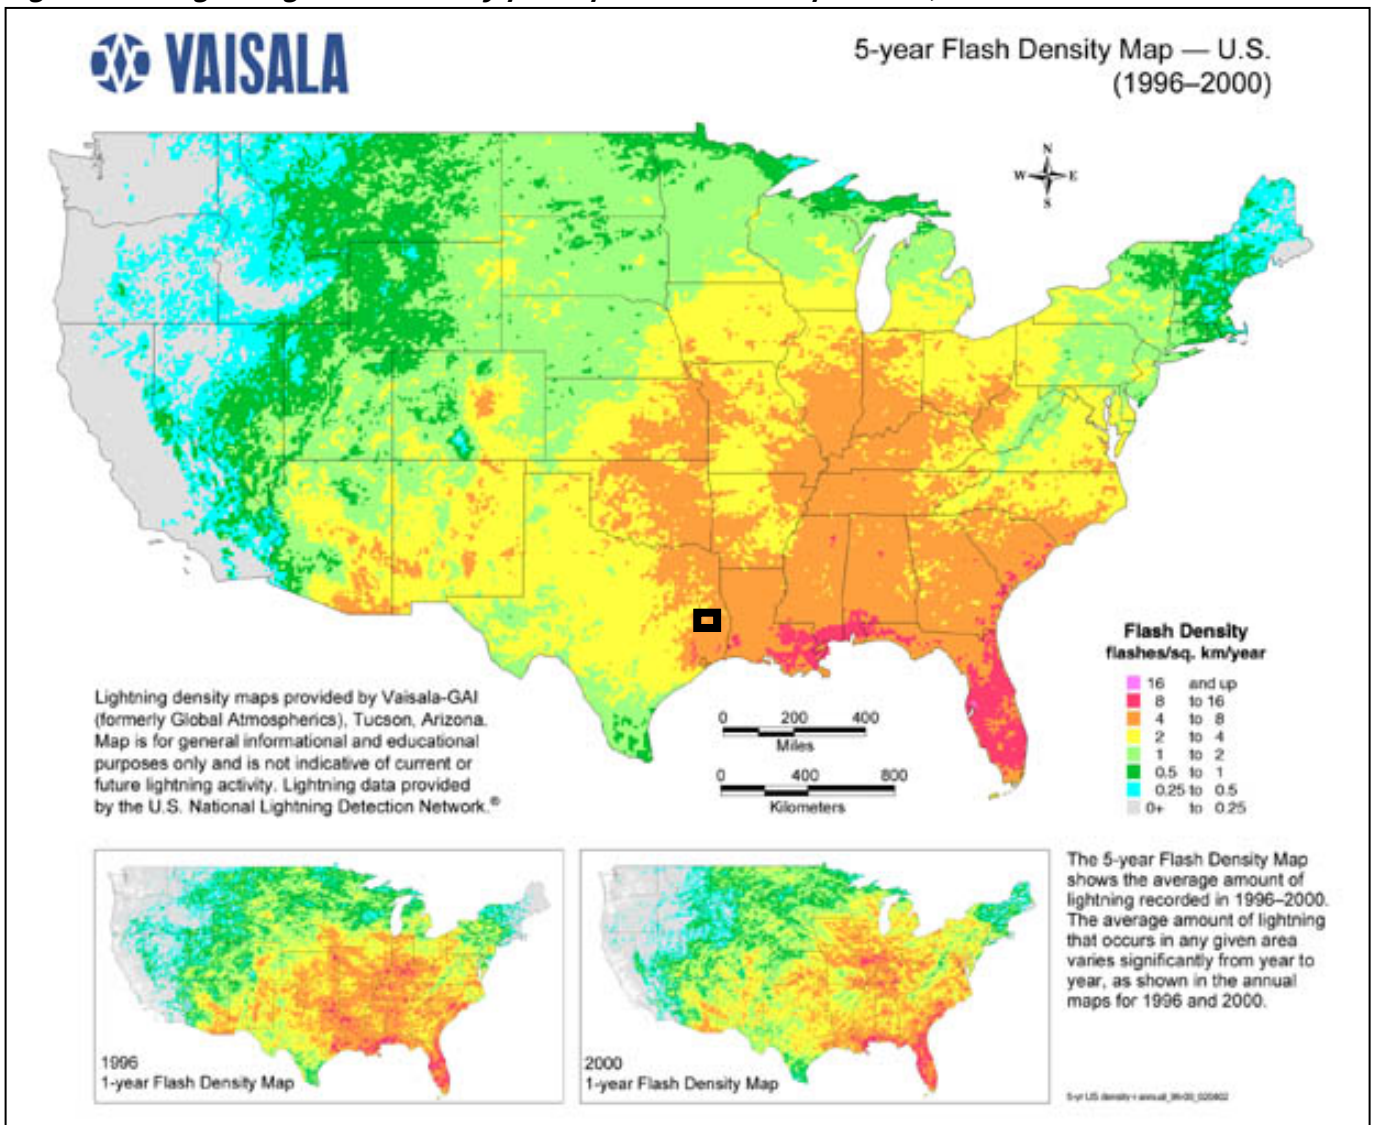 VAISALA
5-year Flash Density Map — U.S.
(1996–2000)
N
W E
S
Flash Density
flashes/sq. km/year
16 and up
8 to 16
4 to 8
2 to 4
1 to 2
0.5 to 1
0.25 to 0.5
0+ to 0.25
Lightning density maps provided by Vaisala-GAI
(formerly Global Atmospherics), Tucson, Arizona.
Map is for general informational and educational
purposes only and is not indicative of current or
future lightning activity. Lightning data provided
by the U.S. National Lightning Detection Network.®
0 200 400
Miles
0 400 800
Kilometers
1996
1-year Flash Density Map
2000
1-year Flash Density Map
The 5-year Flash Density Map
shows the average amount of
lightning recorded in 1996–2000.
The average amount of lightning
that occurs in any given area
varies significantly from year to
year, as shown in the annual
maps for 1996 and 2000.